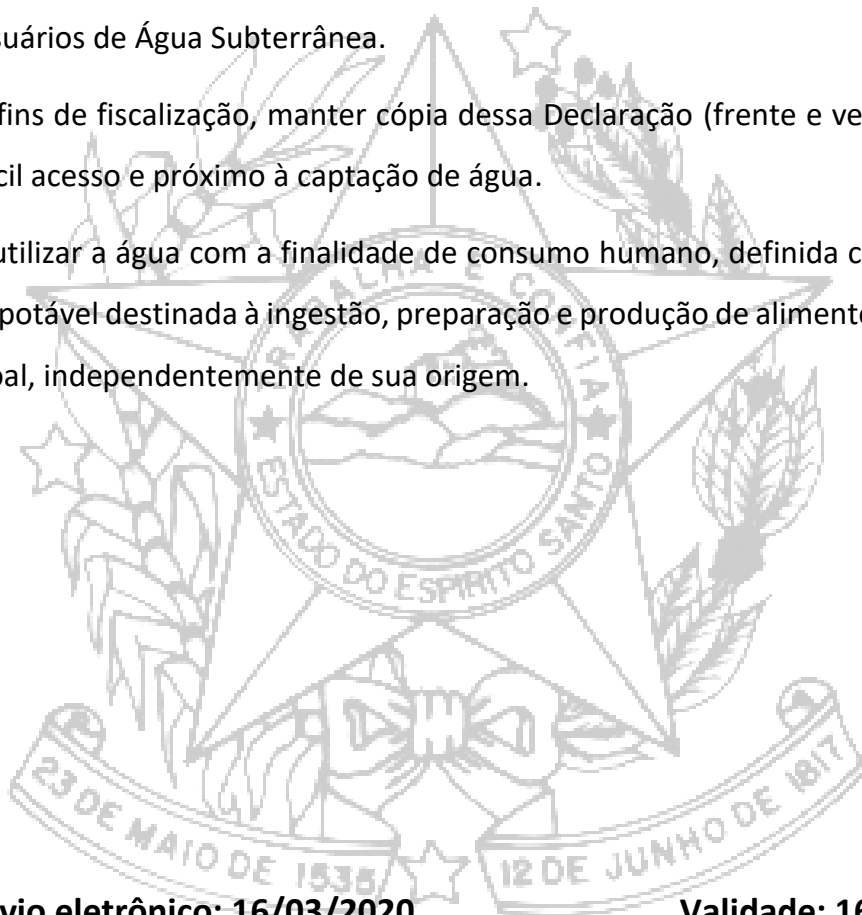 suários de Água Subterrânea.
fins de fiscalização, manter cópia dessa Declaração (frente e ve
cil acesso e próximo à captação de água.
utilizar a água com a finalidade de consumo humano, definida c
potável destinada à ingestão, preparação e produção de aliment
oal, independentemente de sua origem.
TRABALHA E CONFIA
ESTADO DO ESPIRITO SANTO
23 DE MAIO DE 1535
12 DE JUNHO DE 1817
vio eletrônico: 16/03/2020
Validade: 16